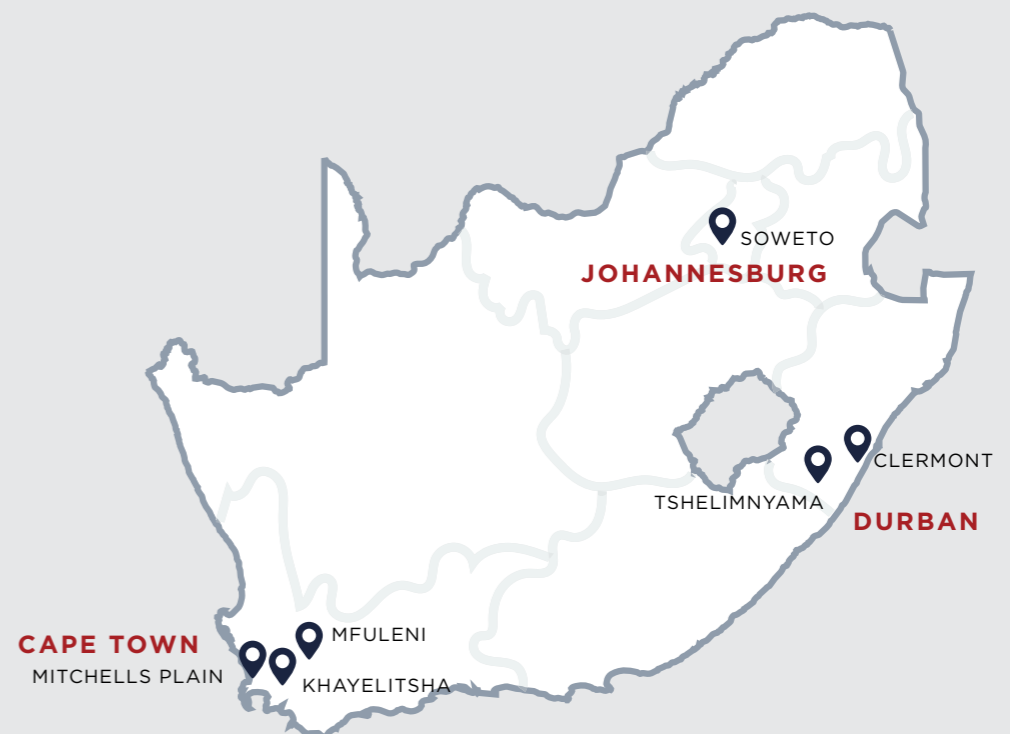 SOWETO
JOHANNESBURG
CLERMONT
TSHELIMNYAMA
DURBAN
MFULENI
CAPE TOWN
MITCHELLS PLAIN
KHAYELITSHA